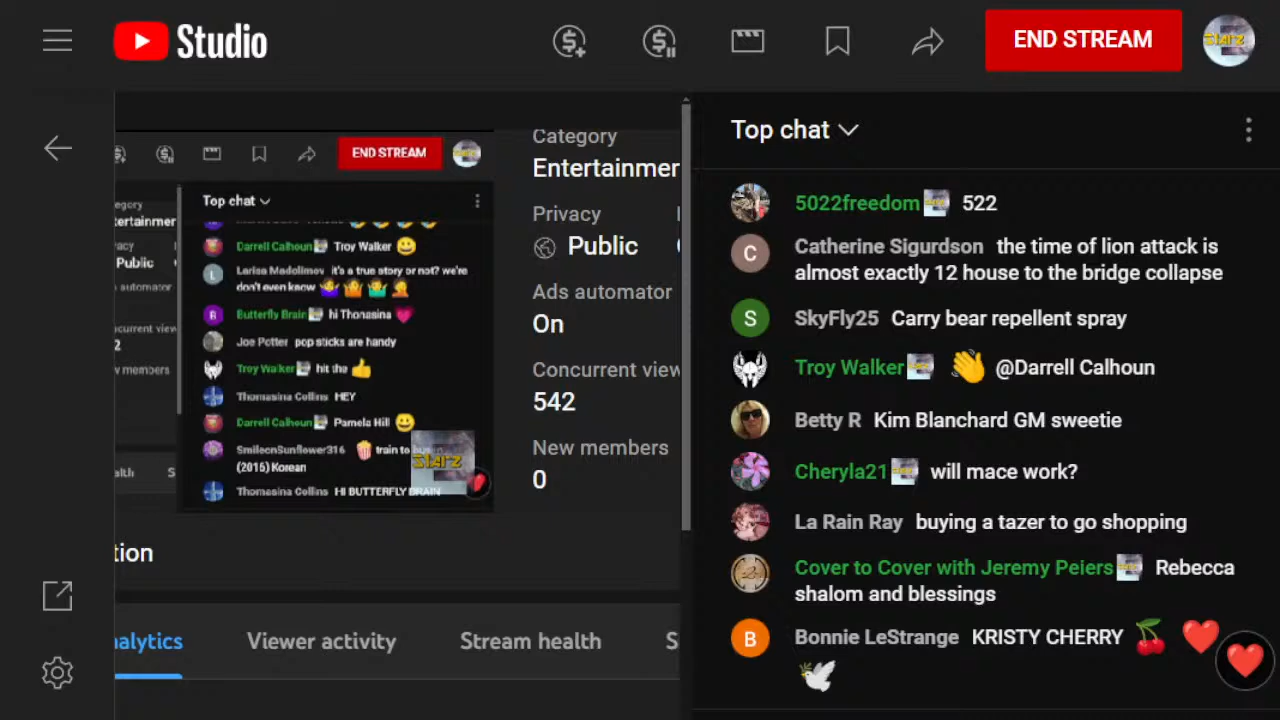 Studio
END STREAM
Starz
END STREAM
Top chat
Darrell Calhoun Troy Walker
Larisa Madolimov it's a true story or not? we're
don't even know
Butterfly Brain hi Thonasina
Joe Potter pop sticks are handy
Troy Walker hit the
Thomasina Collins HEY
Darrell Calhoun Pamela Hill
SmileonSunflower316 train to
(2016) Korean
Thomasina Collins HI BUTTERFLY BRAIN
Starz
egory
tertainmer
Public
automator
ncurrent view
2
w members
Category
Entertainmer
Privacy
Public
Ads automator
On
Concurrent view
542
New members
0
tion
nalytics
Viewer activity
Stream health
S
Top chat
5022freedom 522
Catherine Sigurdson the time of lion attack is
almost exactly 12 house to the bridge collapse
SkyFly25 Carry bear repellent spray
Troy Walker @Darrell Calhoun
Betty R Kim Blanchard GM sweetie
Cheryla21 will mace work?
La Rain Ray buying a tazer to go shopping
Cover to Cover with Jeremy Peiers Rebecca
shalom and blessings
Bonnie LeStrange KRISTY CHERRY